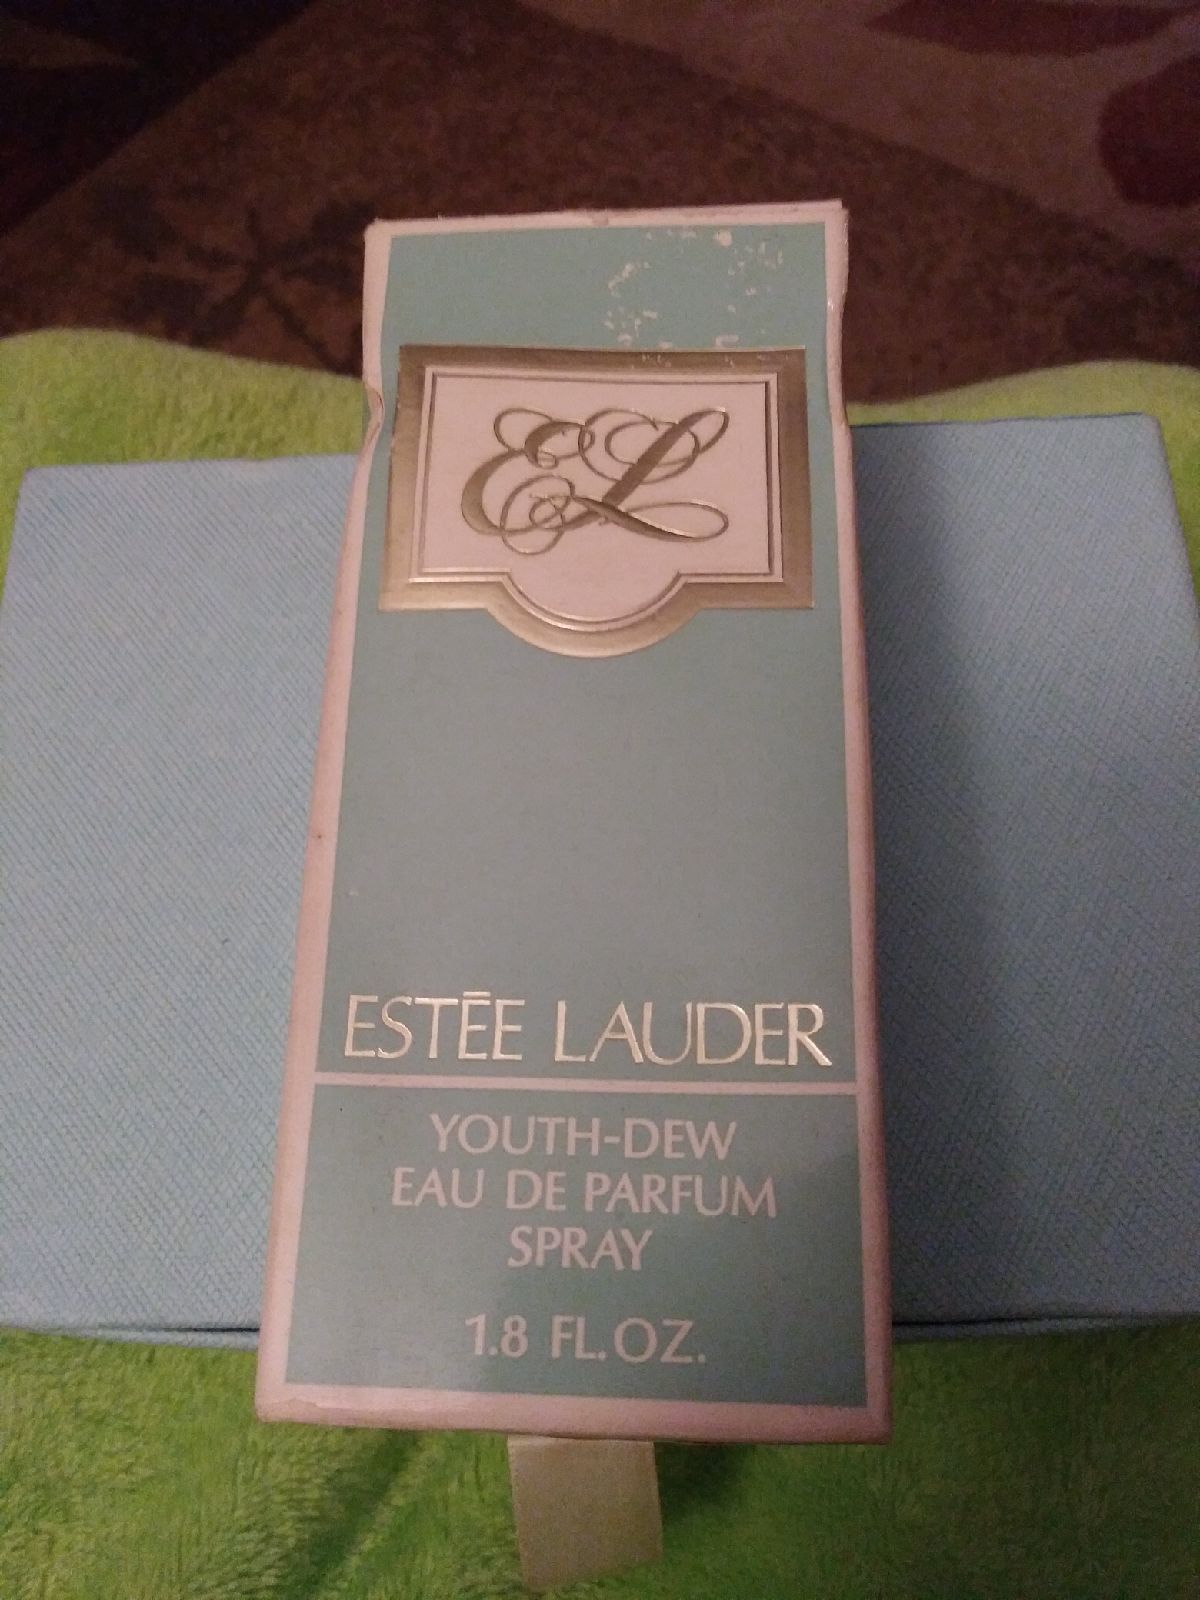 EL
ESTĒE LAUDER
YOUTH-DEW
EAU DE PARFUM
SPRAY
1.8 FL.OZ.